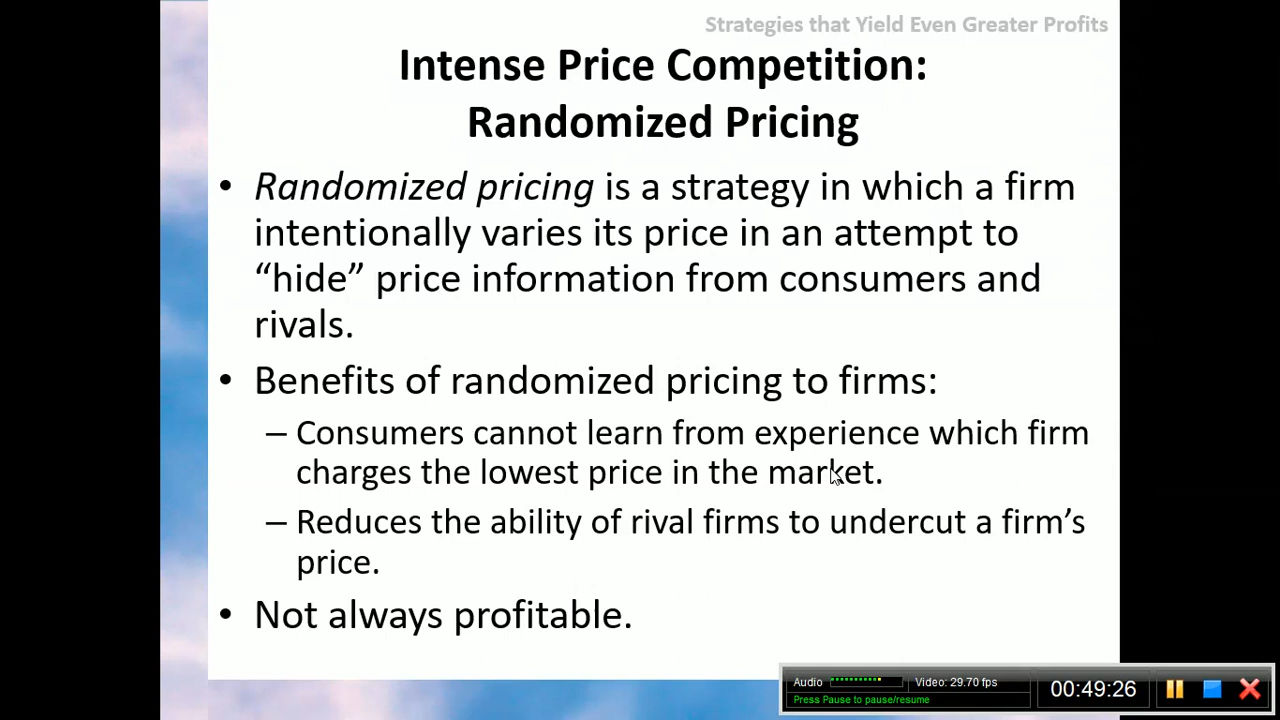 Strategies that Yield Even Greater Profits
Intense Price Competition:
Randomized Pricing
• Randomized pricing is a strategy in which a firm
intentionally varies its price in an attempt to
“hide” price information from consumers and
rivals.
• Benefits of randomized pricing to firms:
– Consumers cannot learn from experience which firm
charges the lowest price in the market.
– Reduces the ability of rival firms to undercut a firm’s
price.
• Not always profitable.
Audio Video: 29.70 fps
Press Pause to pause/resume
00:49:26